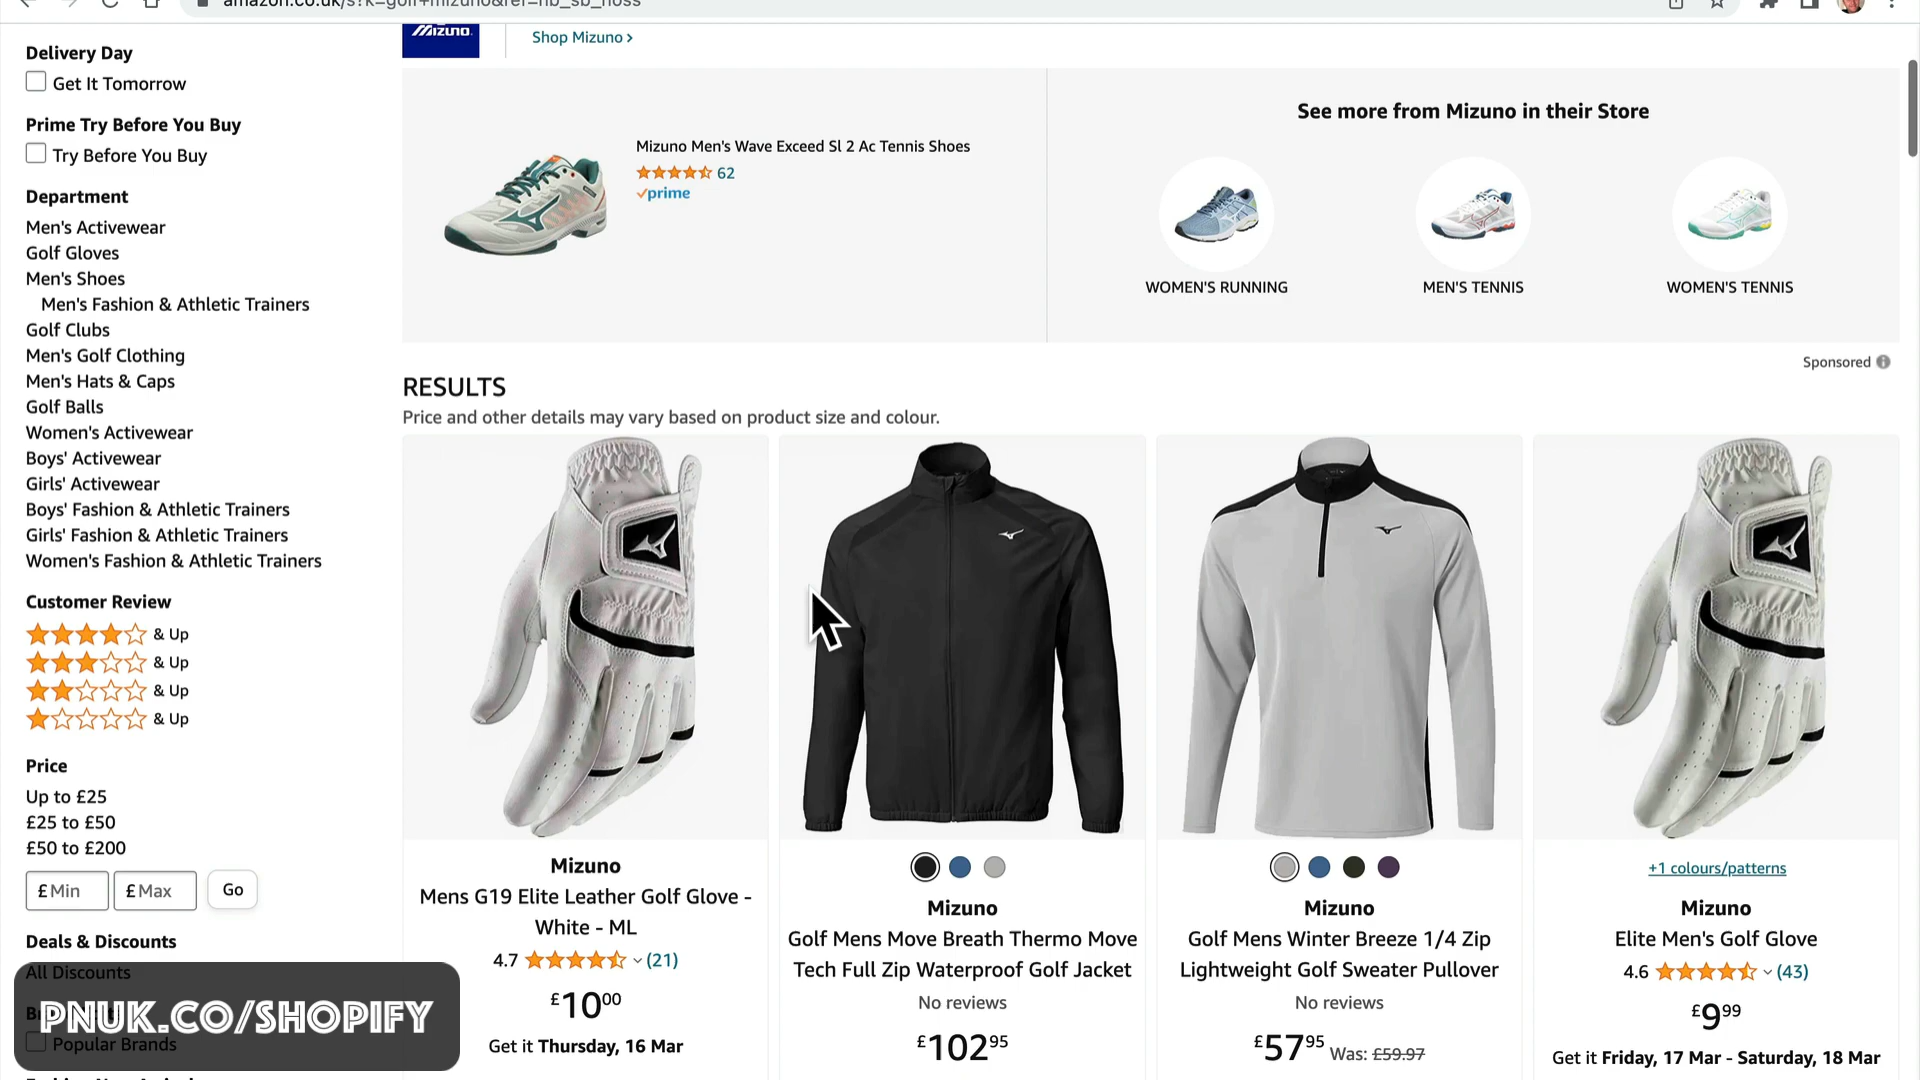 amazon.co.uk/s?k=golf+mizuno&ref=nb_sb_noss
MIZUNO
Shop Mizuno ›
Delivery Day
Get It Tomorrow
Prime Try Before You Buy
Try Before You Buy
Department
Men's Activewear
Golf Gloves
Men's Shoes
Men's Fashion & Athletic Trainers
Golf Clubs
Men's Golf Clothing
Men's Hats & Caps
Golf Balls
Women's Activewear
Boys' Activewear
Girls' Activewear
Boys' Fashion & Athletic Trainers
Girls' Fashion & Athletic Trainers
Women's Fashion & Athletic Trainers
Customer Review
& Up
& Up
& Up
& Up
Price
Up to £25
£25 to £50
£50 to £200
£ Min £ Max Go
Deals & Discounts
All Discounts
Popular Brands
PNUK.CO/SHOPIFY
Mizuno Men's Wave Exceed Sl 2 Ac Tennis Shoes
62
prime
See more from Mizuno in their Store
WOMEN'S RUNNING
MEN'S TENNIS
WOMEN'S TENNIS
Sponsored
RESULTS
Price and other details may vary based on product size and colour.
Mizuno
Mens G19 Elite Leather Golf Glove -
White - ML
4.7 (21)
£1000
Get it Thursday, 16 Mar
Mizuno
Golf Mens Move Breath Thermo Move
Tech Full Zip Waterproof Golf Jacket
No reviews
£10295
Mizuno
Golf Mens Winter Breeze 1/4 Zip
Lightweight Golf Sweater Pullover
No reviews
£5795 Was: £59.97
+1 colours/patterns
Mizuno
Elite Men's Golf Glove
4.6 (43)
£999
Get it Friday, 17 Mar - Saturday, 18 Mar